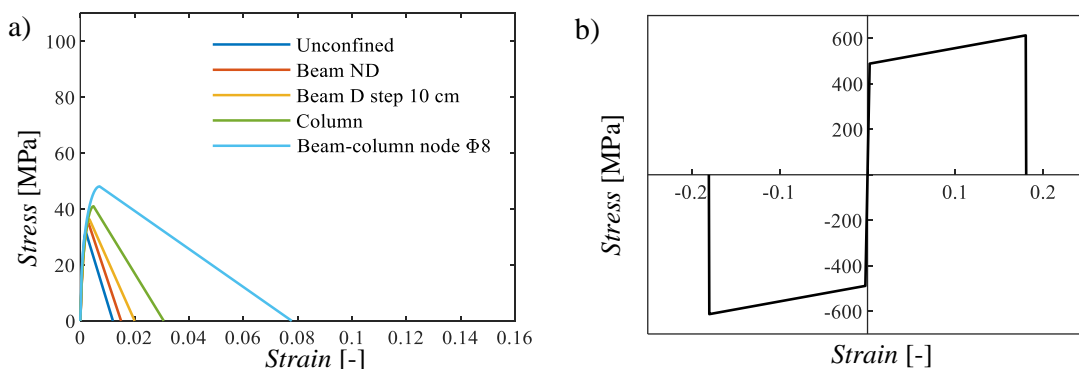 a)
100
80
60
40
20
0
Stress [MPa]
0
0.02
0.04
0.06
0.08
0.1
0.12
0.14
0.16
Strain [-]
Unconfined
Beam ND
Beam D step 10 cm
Column
Beam-column node Φ8
b)
600
400
200
-200
-400
-600
-0.2
-0.1
0.1
0.2
Stress [MPa]
Strain [-]